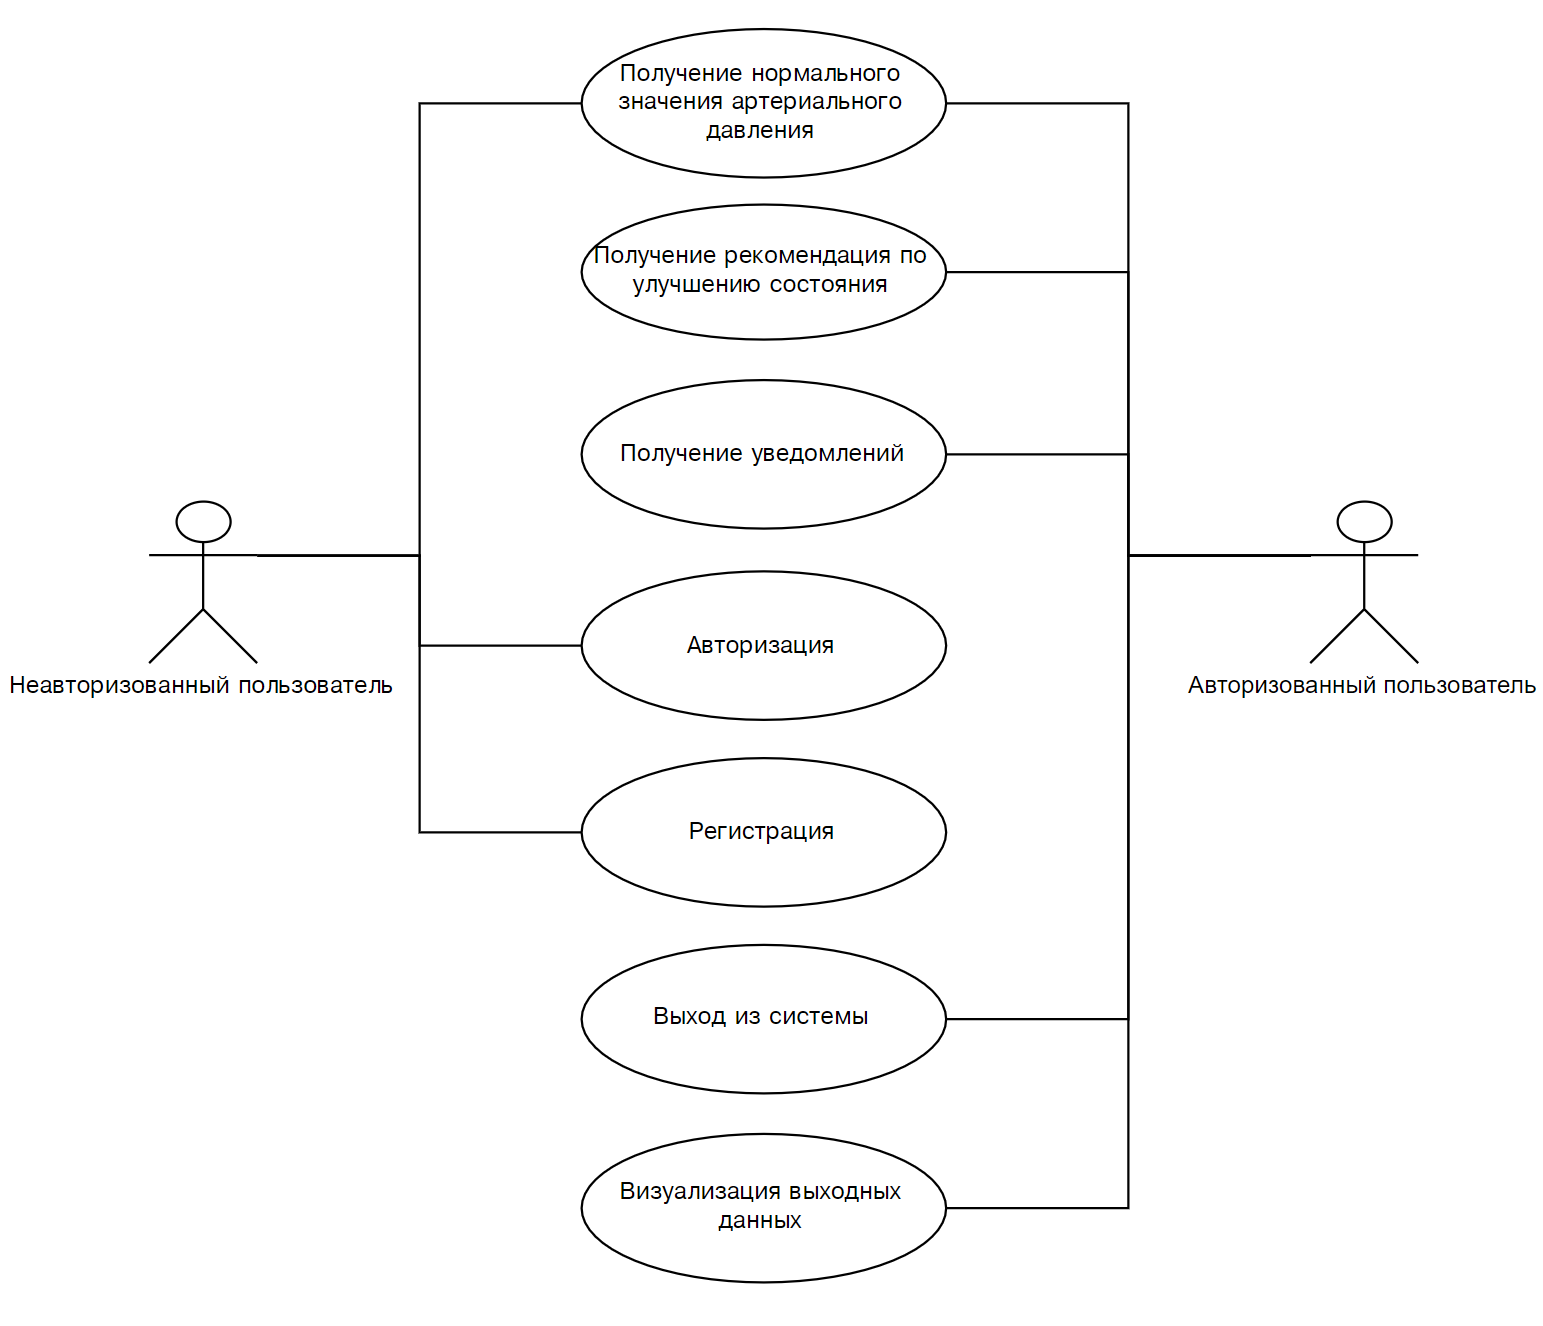 Получение нормального
значения артериального
давления
Получение рекомендация по
улучшению состояния
Получение уведомлений
Авторизация
Неавторизованный пользователь
Авторизованный пользователь
Регистрация
Выход из системы
Визуализация выходных
данных